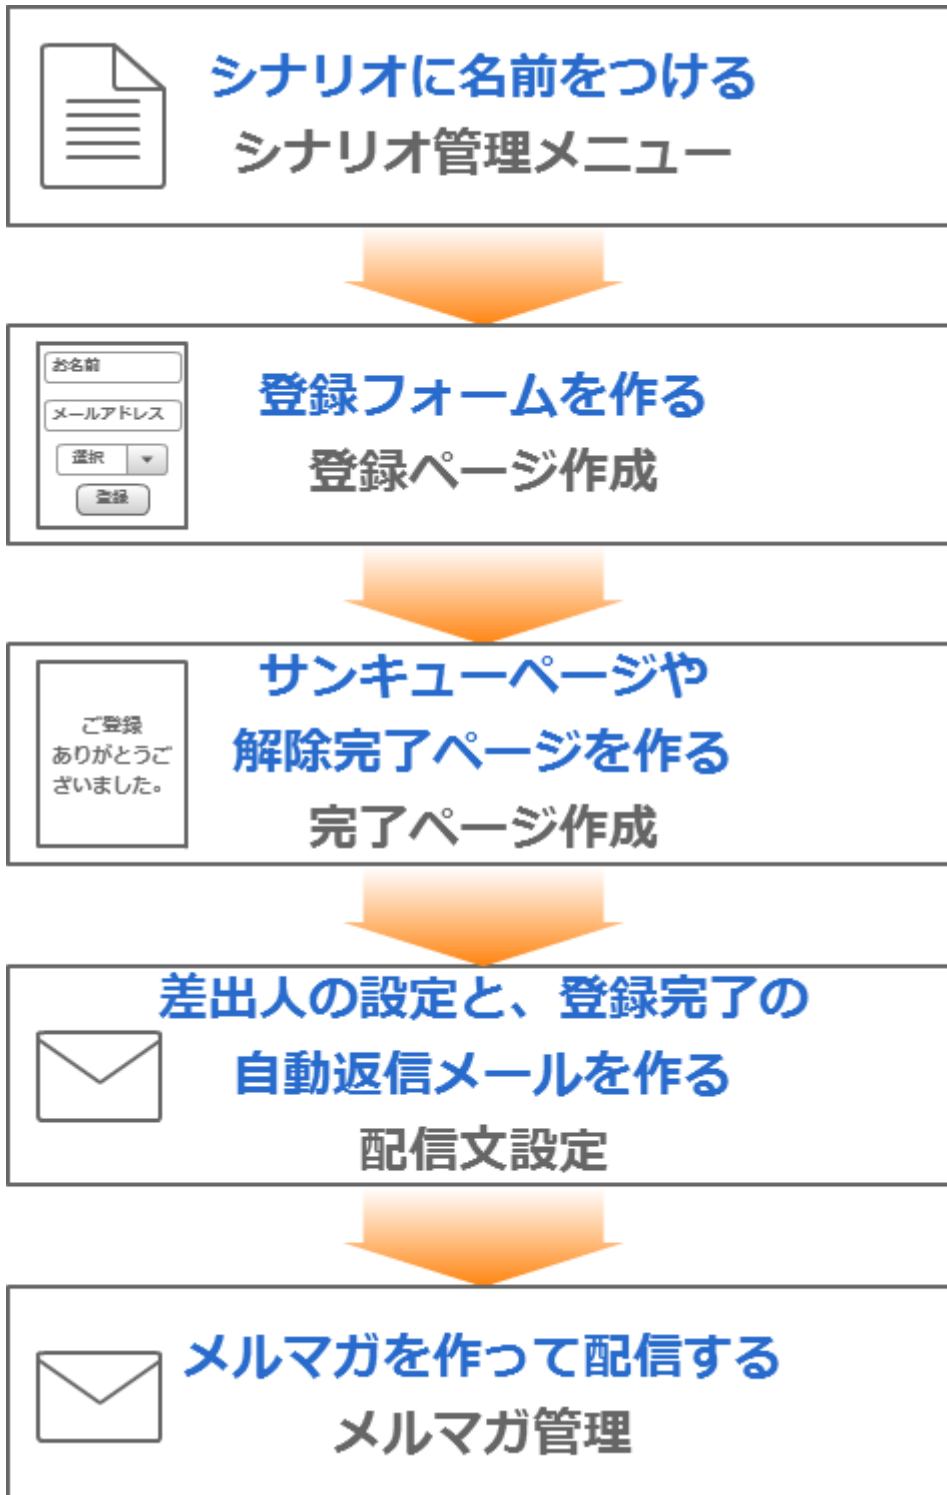 シナリオに名前をつける
シナリオ管理メニュー
お名前
メールアドレス
選択
登録
登録フォームを作る
登録ページ作成
ご登録
ありがとうご
ざいました。
サンキューページや
解除完了ページを作る
完了ページ作成
差出人の設定と、登録完了の
自動返信メールを作る
配信文設定
メルマガを作って配信する
メルマガ管理